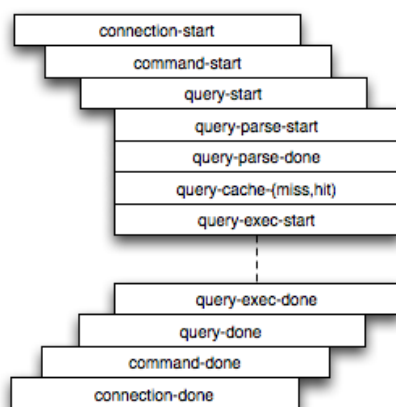 connection-start
command-start
query-start
query-parse-start
query-parse-done
query-cache-(miss,hit)
query-exec-start
query-exec-done
query-done
command-done
connection-done